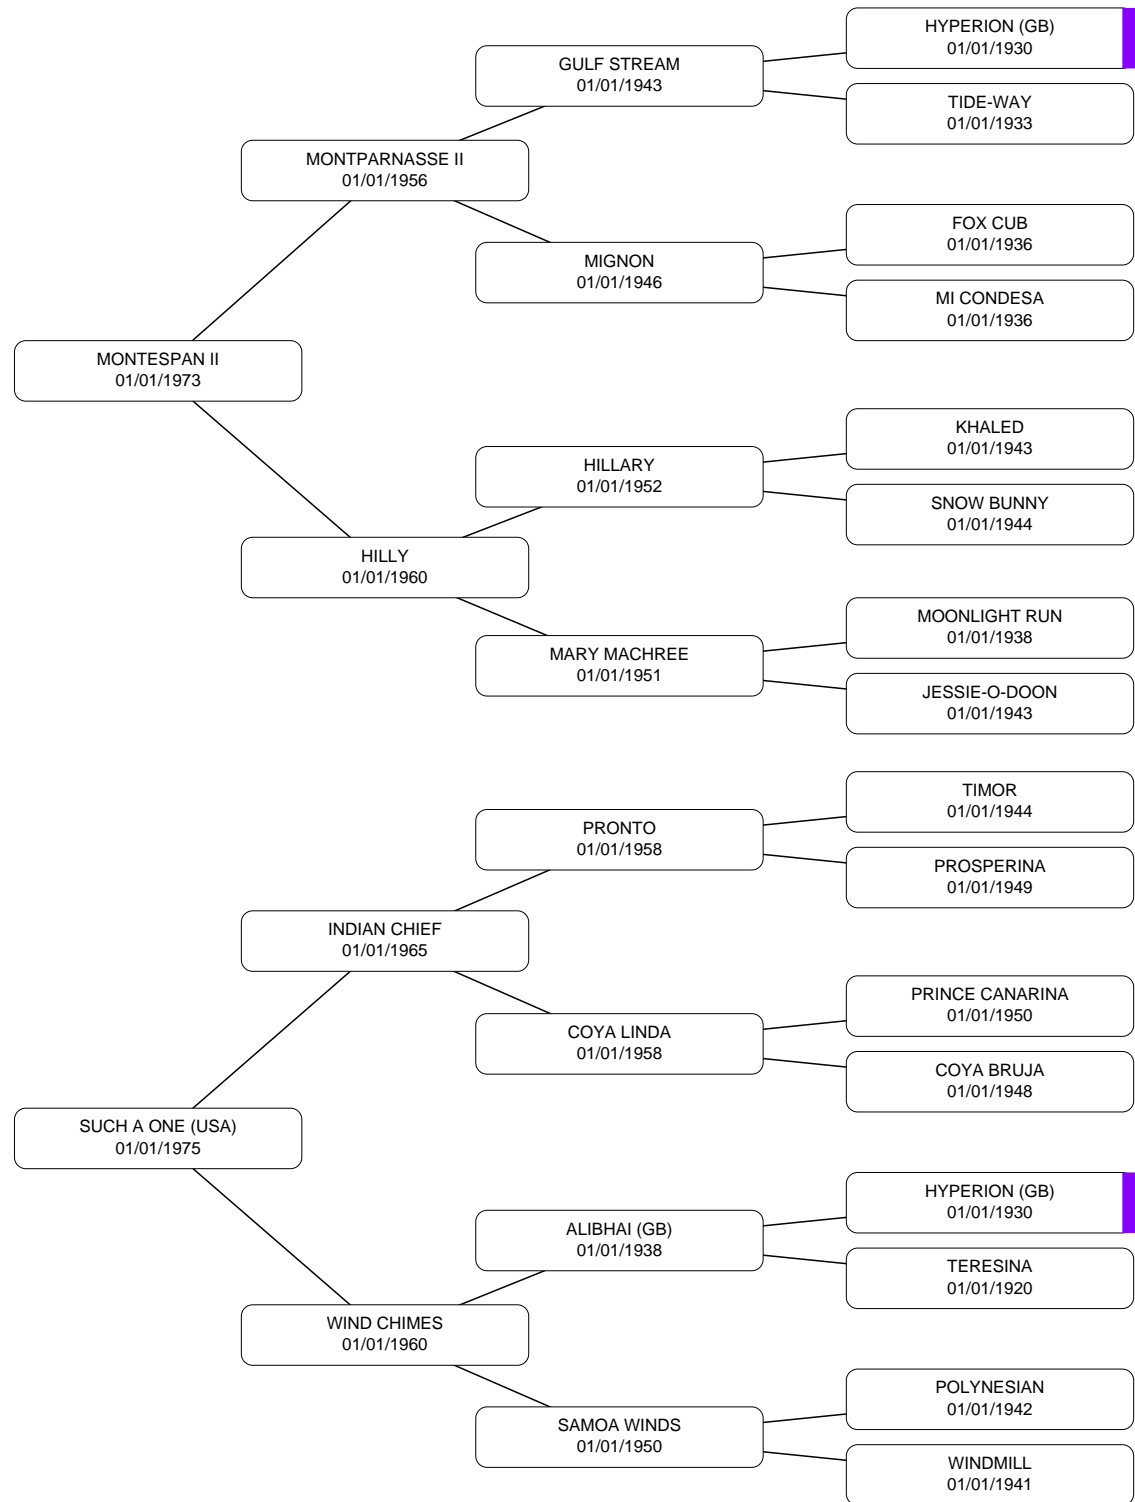 HYPERION (GB)
01/01/1930
GULF STREAM
01/01/1943
TIDE-WAY
01/01/1933
MONTPARNASSE II
01/01/1956
FOX CUB
01/01/1936
MIGNON
01/01/1946
MI CONDESA
01/01/1936
MONTESPAN II
01/01/1973
KHALED
01/01/1943
HILLARY
01/01/1952
SNOW BUNNY
01/01/1944
HILLY
01/01/1960
MOONLIGHT RUN
01/01/1938
MARY MACHREE
01/01/1951
JESSIE-O-DOON
01/01/1943
TIMOR
01/01/1944
PRONTO
01/01/1958
PROSPERINA
01/01/1949
INDIAN CHIEF
01/01/1965
PRINCE CANARINA
01/01/1950
COYA LINDA
01/01/1958
COYA BRUJA
01/01/1948
SUCH A ONE (USA)
01/01/1975
HYPERION (GB)
01/01/1930
ALIBHAI (GB)
01/01/1938
TERESINA
01/01/1920
WIND CHIMES
01/01/1960
POLYNESIAN
01/01/1942
SAMOA WINDS
01/01/1950
WINDMILL
01/01/1941